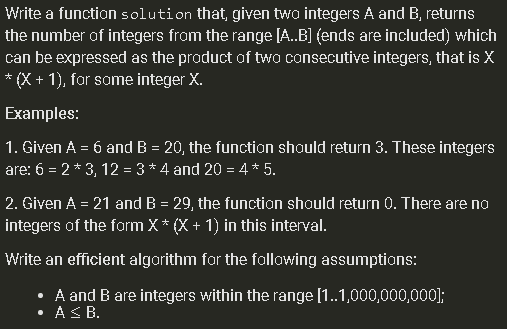 Write a function solution that, given two integers A and B, returns
the number of integers from the range [A..B] (ends are included) which
can be expressed as the product of two consecutive integers, that is X
* (X + 1), for some integer X.
Examples:
1. Given A = 6 and B = 20, the function should return 3. These integers
are: 6 = 2 * 3, 12 = 3 * 4 and 20 = 4 * 5.
2. Given A = 21 and B = 29, the function should return 0. There are no
integers of the form X * (X + 1) in this interval.
Write an efficient algorithm for the following assumptions:
• A and B are integers within the range [1..1,000,000,000];
• A ≤ B.